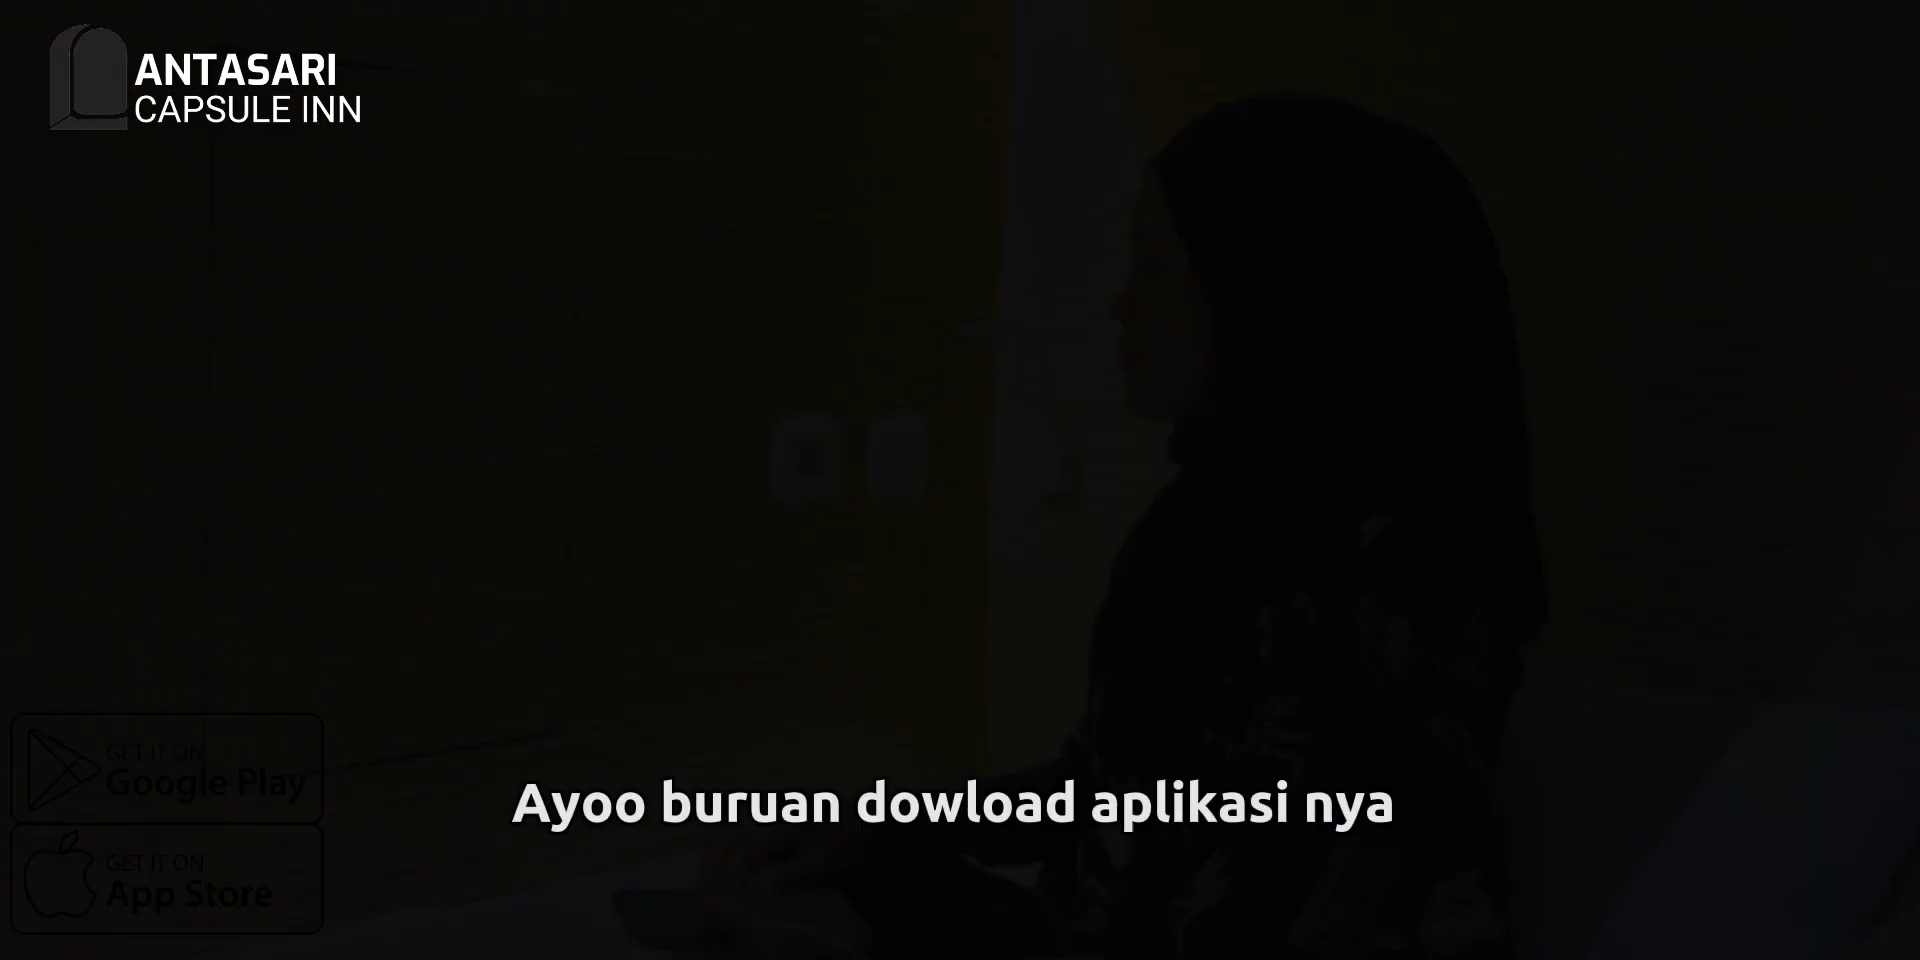 ANTASARI
CAPSULE INN
GET IT ON
Google Play
Ayoo buruan dowload aplikasi nya
GET IT ON
App Store